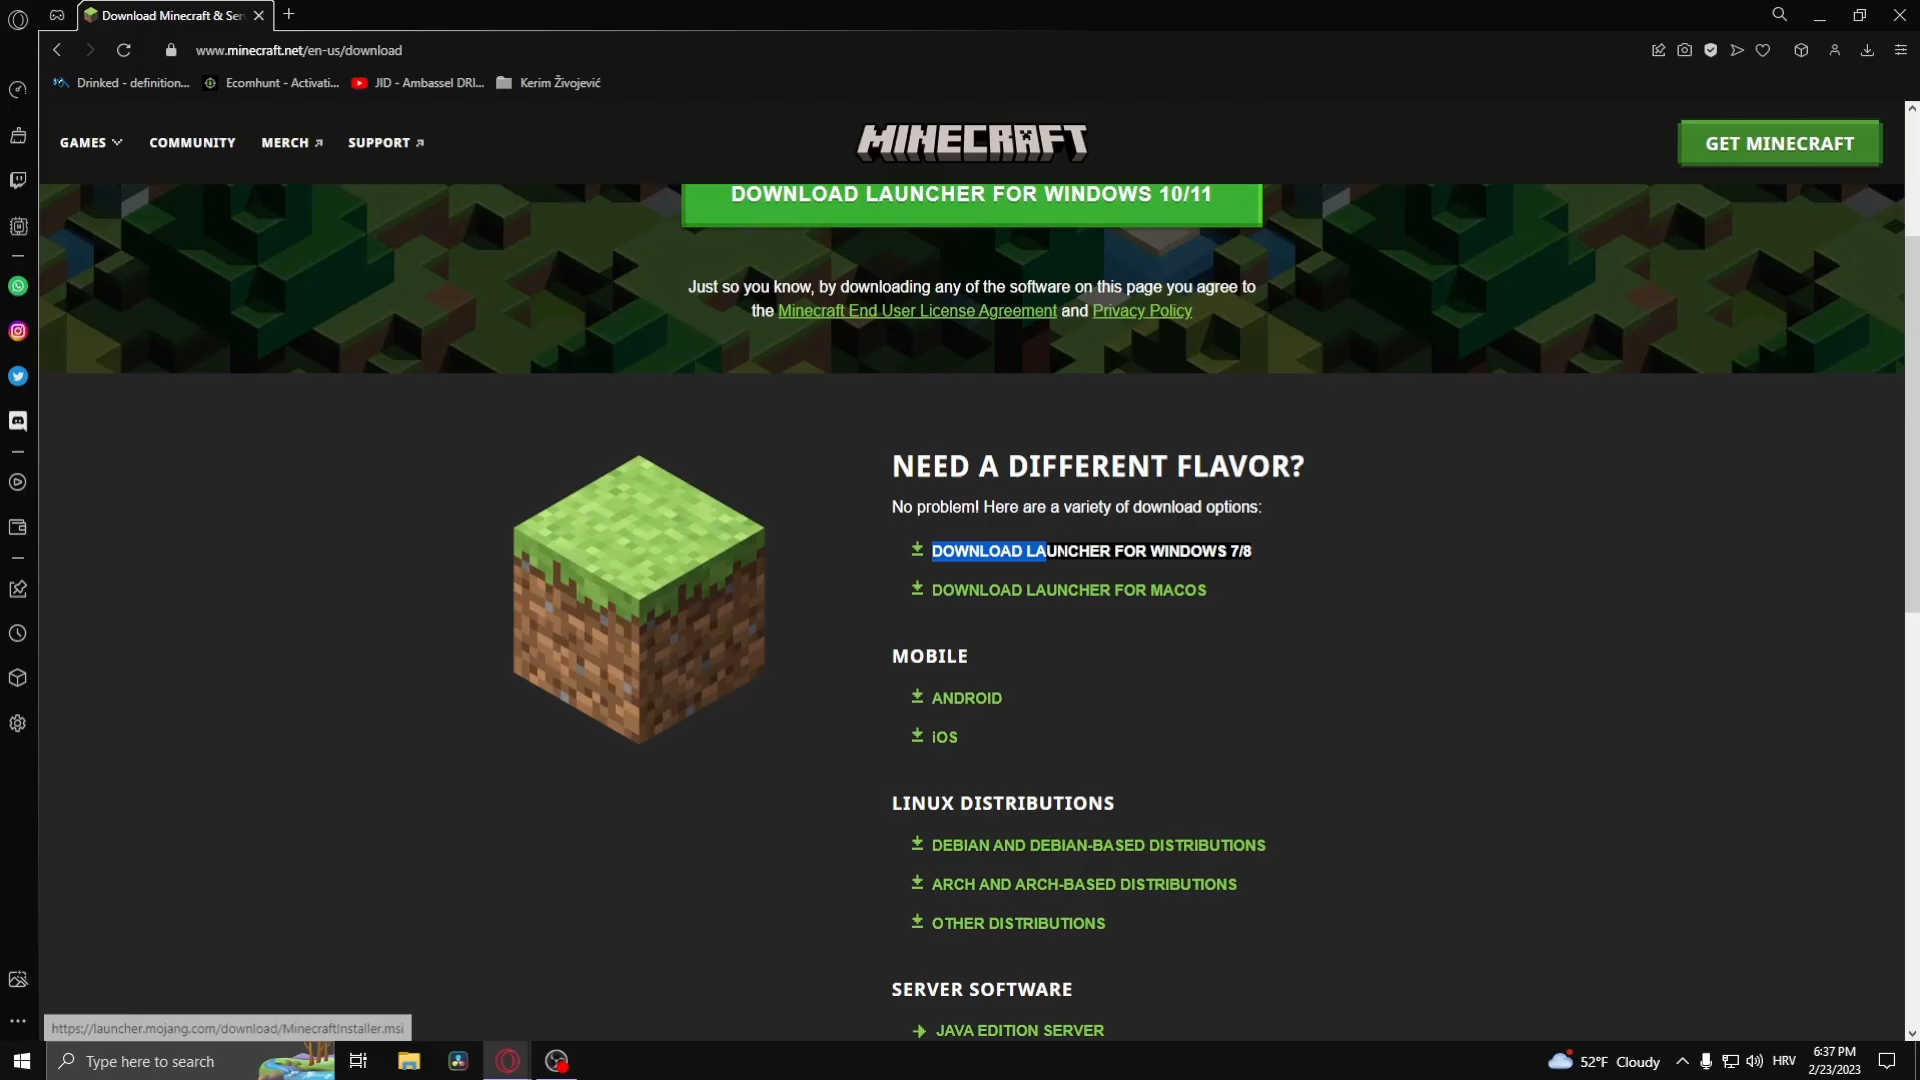 Download Minecraft & Ser
www.minecraft.net/en-us/download
Drinked - definition...
Ecomhunt - Activati...
JID - Ambassel DRI...
Kerim Živojević
GAMES
COMMUNITY
MERCH
SUPPORT
MINECRAFT
GET MINECRAFT
DOWNLOAD LAUNCHER FOR WINDOWS 10/11
Just so you know, by downloading any of the software on this page you agree to
the Minecraft End User License Agreement and Privacy Policy
NEED A DIFFERENT FLAVOR?
No problem! Here are a variety of download options:
DOWNLOAD LAUNCHER FOR WINDOWS 7/8
DOWNLOAD LAUNCHER FOR MACOS
MOBILE
ANDROID
iOS
LINUX DISTRIBUTIONS
DEBIAN AND DEBIAN-BASED DISTRIBUTIONS
ARCH AND ARCH-BASED DISTRIBUTIONS
OTHER DISTRIBUTIONS
SERVER SOFTWARE
JAVA EDITION SERVER
https://launcher.mojang.com/download/MinecraftInstaller.msi
Type here to search
52°F Cloudy
HRV
6:37 PM
2/23/2023